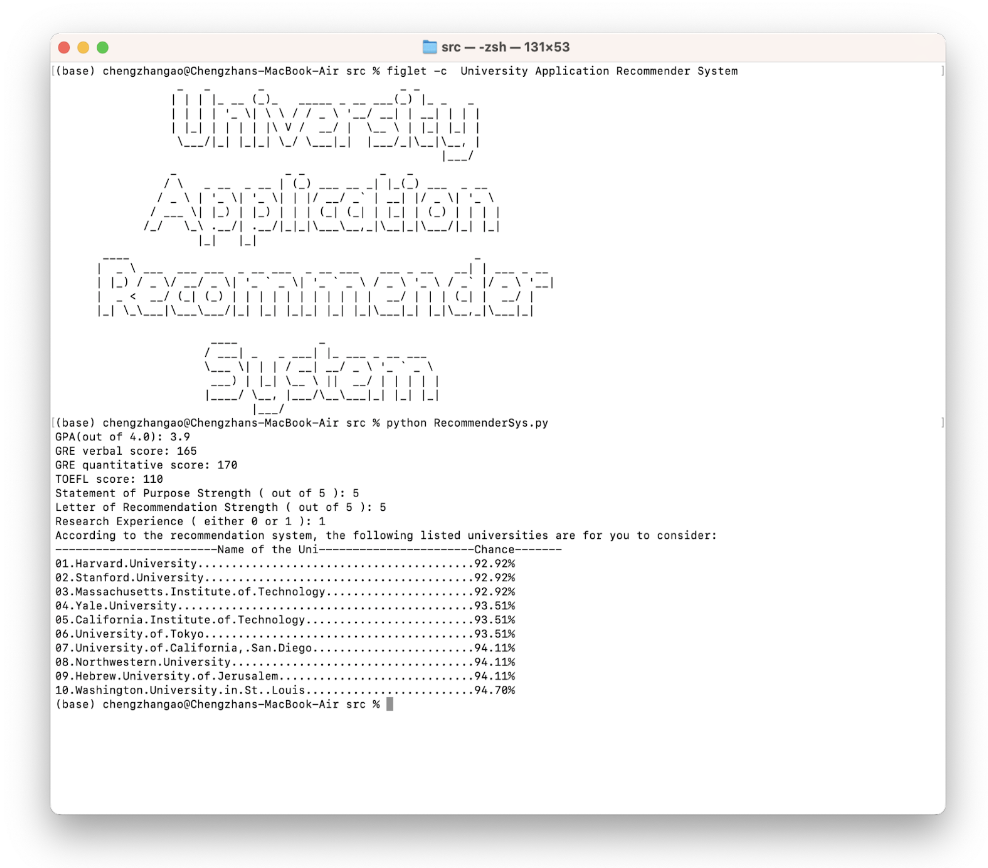 src — -zsh — 131×53
(base) chengzhangao@Chengzhans-MacBook-Air src % figlet -c  University Application Recommender System
University
Application
Recommender
System
(base) chengzhangao@Chengzhans-MacBook-Air src % python RecommenderSys.py
GPA(out of 4.0): 3.9
GRE verbal score: 165
GRE quantitative score: 170
TOEFL score: 110
Statement of Purpose Strength ( out of 5 ): 5
Letter of Recommendation Strength ( out of 5 ): 5
Research Experience ( either 0 or 1 ): 1
According to the recommendation system, the following listed universities are for you to consider:
------------------------Name of the Uni-----------------------Chance-------
01.Harvard.University.........................................92.92%
02.Stanford.University........................................92.92%
03.Massachusetts.Institute.of.Technology......................92.92%
04.Yale.University............................................93.51%
05.California.Institute.of.Technology.........................93.51%
06.University.of.Tokyo........................................93.51%
07.University.of.California,.San.Diego........................94.11%
08.Northwestern.University....................................94.11%
09.Hebrew.University.of.Jerusalem.............................94.11%
10.Washington.University.in.St..Louis.........................94.70%
(base) chengzhangao@Chengzhans-MacBook-Air src %